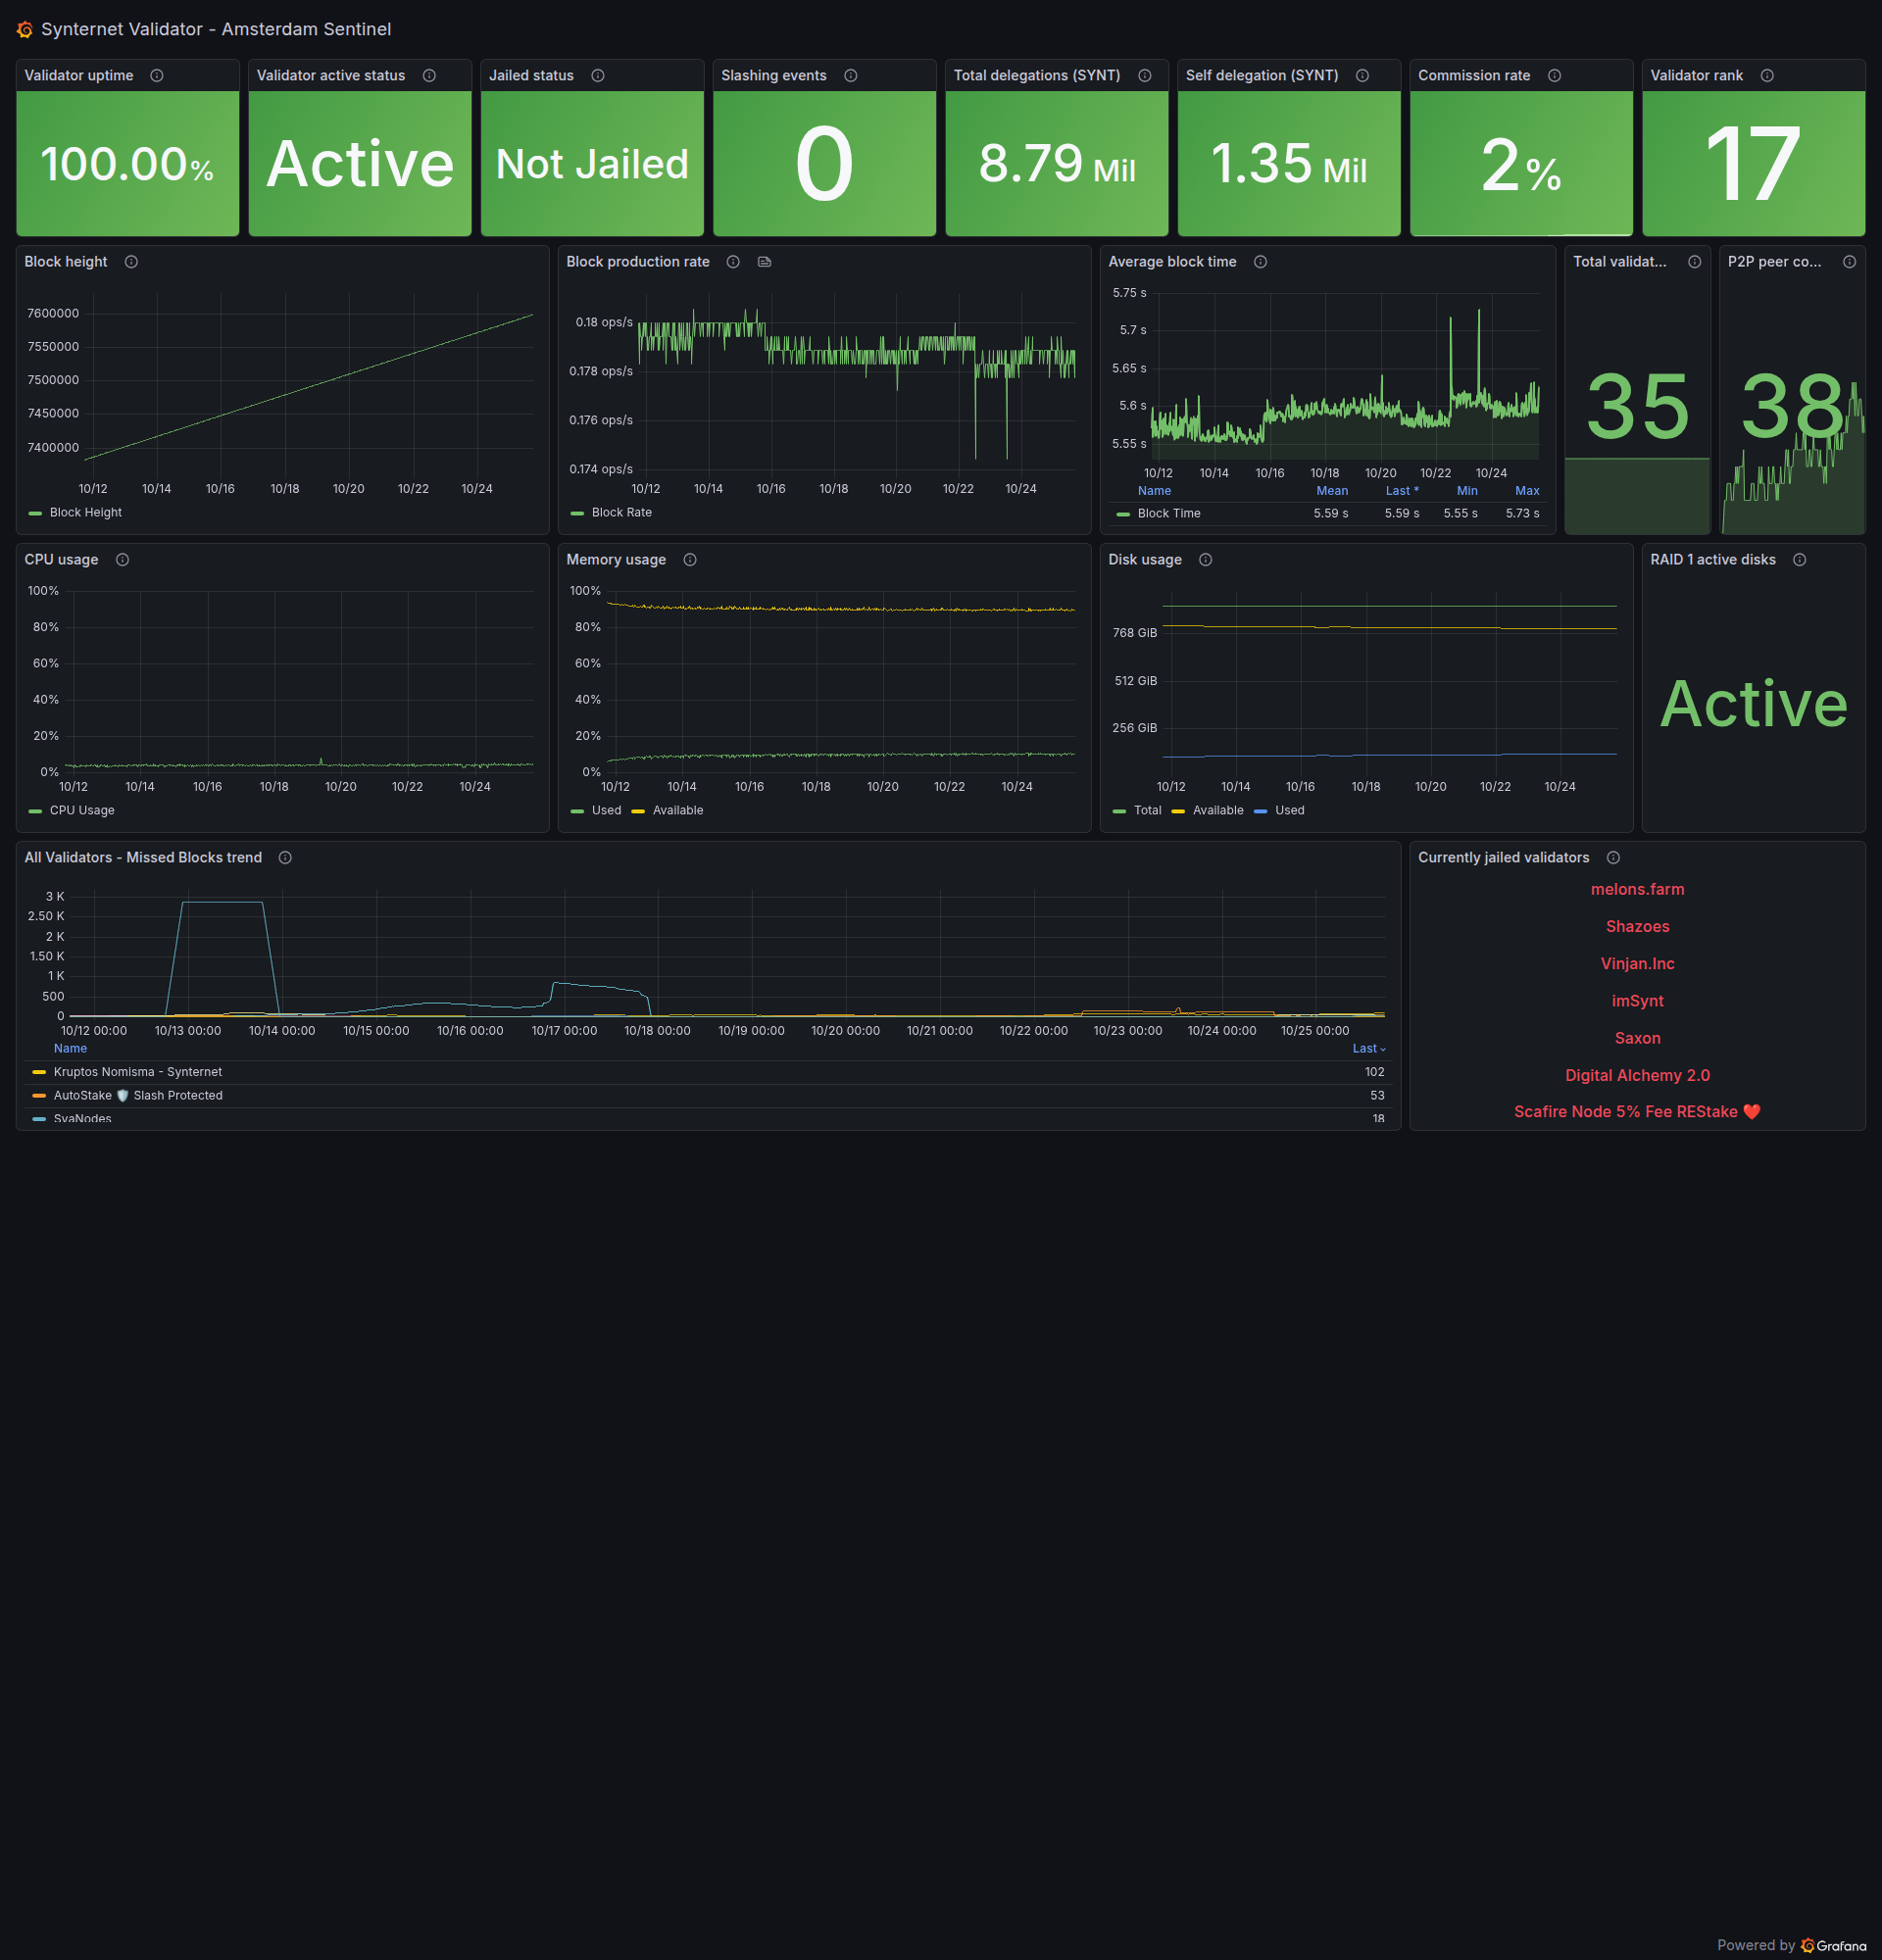 Synternet Validator - Amsterdam Sentinel
Validator uptime
100.00%
Validator active status
Active
Jailed status
Not Jailed
Slashing events
0
Total delegations (SYNT)
8.79 Mil
Self delegation (SYNT)
1.35 Mil
Commission rate
2%
Validator rank
17
Block height
7600000
7550000
7500000
7450000
7400000
10/12 10/14 10/16 10/18 10/20 10/22 10/24
Block Height
Block production rate
0.18 ops/s
0.178 ops/s
0.176 ops/s
0.174 ops/s
10/12 10/14 10/16 10/18 10/20 10/22 10/24
Block Rate
Average block time
5.75 s
5.7 s
5.65 s
5.6 s
5.55 s
10/12 10/14 10/16 10/18 10/20 10/22 10/24
Name Mean Last * Min Max
Block TIme 5.59 s 5.59 s 5.55 s 5.73 s
Total validat...
35
P2P peer co...
38
CPU usage
100%
80%
60%
40%
20%
0%
10/12 10/14 10/16 10/18 10/20 10/22 10/24
CPU Usage
Memory usage
100%
80%
60%
40%
20%
0%
10/12 10/14 10/16 10/18 10/20 10/22 10/24
Used Available
Disk usage
768 GiB
512 GiB
256 GiB
10/12 10/14 10/16 10/18 10/20 10/22 10/24
Total Available Used
RAID 1 active disks
Active
All Validators - Missed Blocks trend
3 K
2.50 K
2 K
1.50 K
1 K
500
0
10/12 00:00 10/13 00:00 10/14 00:00 10/15 00:00 10/16 00:00 10/17 00:00 10/18 00:00 10/19 00:00 10/20 00:00 10/21 00:00 10/22 00:00 10/23 00:00 10/24 00:00 10/25 00:00
Name Last
Kruptos Nomisma - Synternet 102
AutoStake 🛡️ Slash Protected 53
SvaNodes 18
Currently jailed validators
melons.farm
Shazoes
Vinjan.Inc
imSynt
Saxon
Digital Alchemy 2.0
Scafire Node 5% Fee REStake ❤️
Powered by Grafana